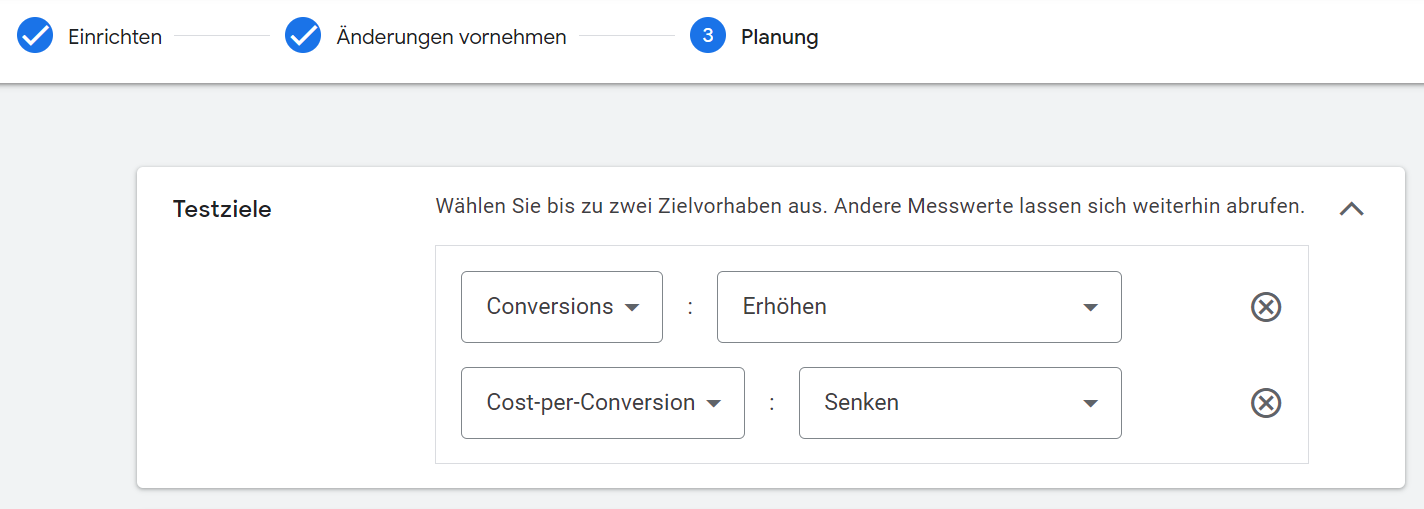 Einrichten
Änderungen vornehmen
3 Planung
Testziele
Wählen Sie bis zu zwei Zielvorhaben aus. Andere Messwerte lassen sich weiterhin abrufen.
Conversions : Erhöhen
Cost-per-Conversion : Senken